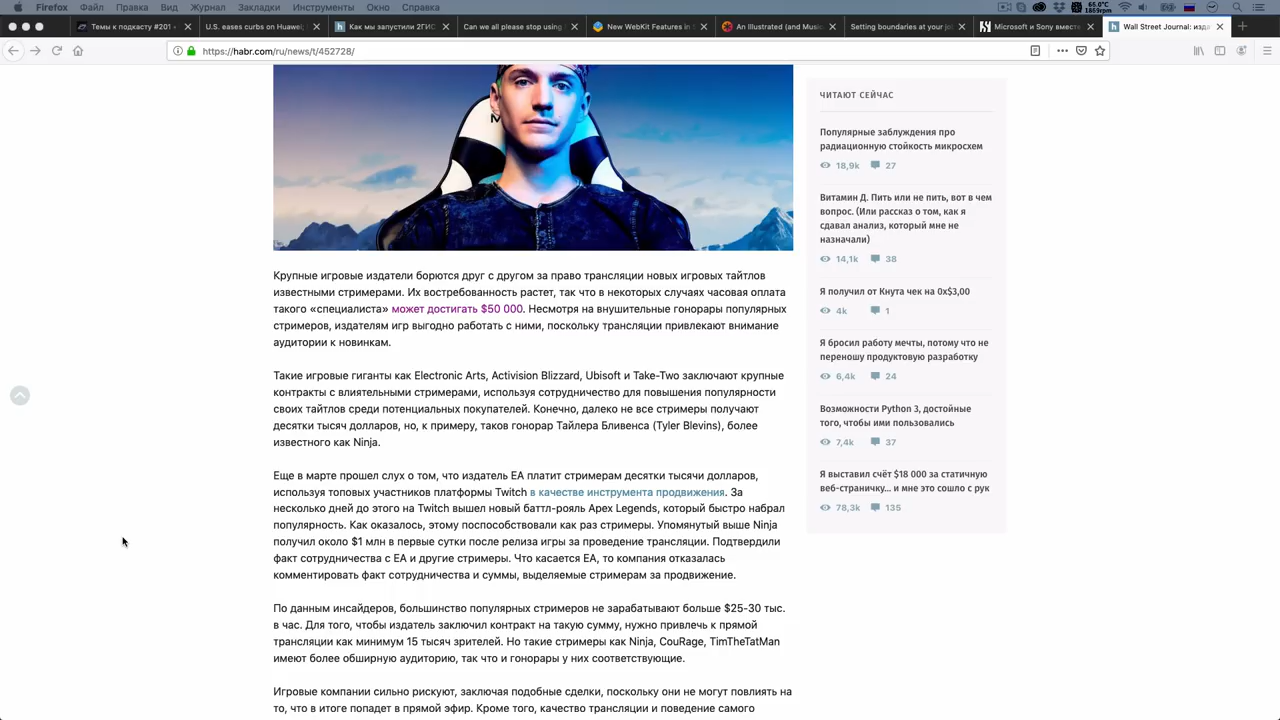 Firefox Файл Правка Вид Журнал Закладки Инструменты Окно Справка 65.0°C 1859rpm
Темы к подкасту #201
U.S. eases curbs on Huawei;
Как мы запустили 2ГИС
Can we all please stop using
New WebKit Features in S
An Illustrated (and Music
Setting boundaries at your jo
Microsoft и Sony вместе
Wall Street Journal: изда
https://habr.com/ru/news/t/452728/
Крупные игровые издатели борются друг с другом за право трансляции новых игровых тайтлов
известными стримерами. Их востребованность растет, так что в некоторых случаях часовая оплата
такого «специалиста» может достигать $50 000. Несмотря на внушительные гонорары популярных
стримеров, издателям игр выгодно работать с ними, поскольку трансляции привлекают внимание
аудитории к новинкам.
Такие игровые гиганты как Electronic Arts, Activision Blizzard, Ubisoft и Take-Two заключают крупные
контракты с влиятельными стримерами, используя сотрудничество для повышения популярности
своих тайтлов среди потенциальных покупателей. Конечно, далеко не все стримеры получают
десятки тысяч долларов, но, к примеру, таков гонорар Тайлера Бливенса (Tyler Blevins), более
известного как Ninja.
Еще в марте прошел слух о том, что издатель EA платит стримерам десятки тысячи долларов,
используя топовых участников платформы Twitch в качестве инструмента продвижения. За
несколько дней до этого на Twitch вышел новый баттл-рояль Apex Legends, который быстро набрал
популярность. Как оказалось, этому поспособствовали как раз стримеры. Упомянутый выше Ninja
получил около $1 млн в первые сутки после релиза игры за проведение трансляции. Подтвердили
факт сотрудничества с EA и другие стримеры. Что касается EA, то компания отказалась
комментировать факт сотрудничества и суммы, выделяемые стримерам за продвижение.
По данным инсайдеров, большинство популярных стримеров не зарабатывают больше $25-30 тыс.
в час. Для того, чтобы издатель заключил контракт на такую сумму, нужно привлечь к прямой
трансляции как минимум 15 тысяч зрителей. Но такие стримеры как Ninja, CouRage, TimTheTatMan
имеют более обширную аудиторию, так что и гонорары у них соответствующие.
Игровые компании сильно рискуют, заключая подобные сделки, поскольку они не могут повлиять на
то, что в итоге попадет в прямой эфир. Кроме того, качество трансляции и поведение самого
ЧИТАЮТ СЕЙЧАС
Популярные заблуждения про
радиационную стойкость микросхем
18,9k 27
Витамин Д. Пить или не пить, вот в чем
вопрос. (Или рассказ о том, как я
сдавал анализ, который мне не
назначали)
14,1k 38
Я получил от Кнута чек на 0x$3,00
4k 1
Я бросил работу мечты, потому что не
переношу продуктовую разработку
6,4k 24
Возможности Python 3, достойные
того, чтобы ими пользовались
7,4k 37
Я выставил счёт $18 000 за статичную
веб-страничку… и мне это сошло с рук
78,3k 135